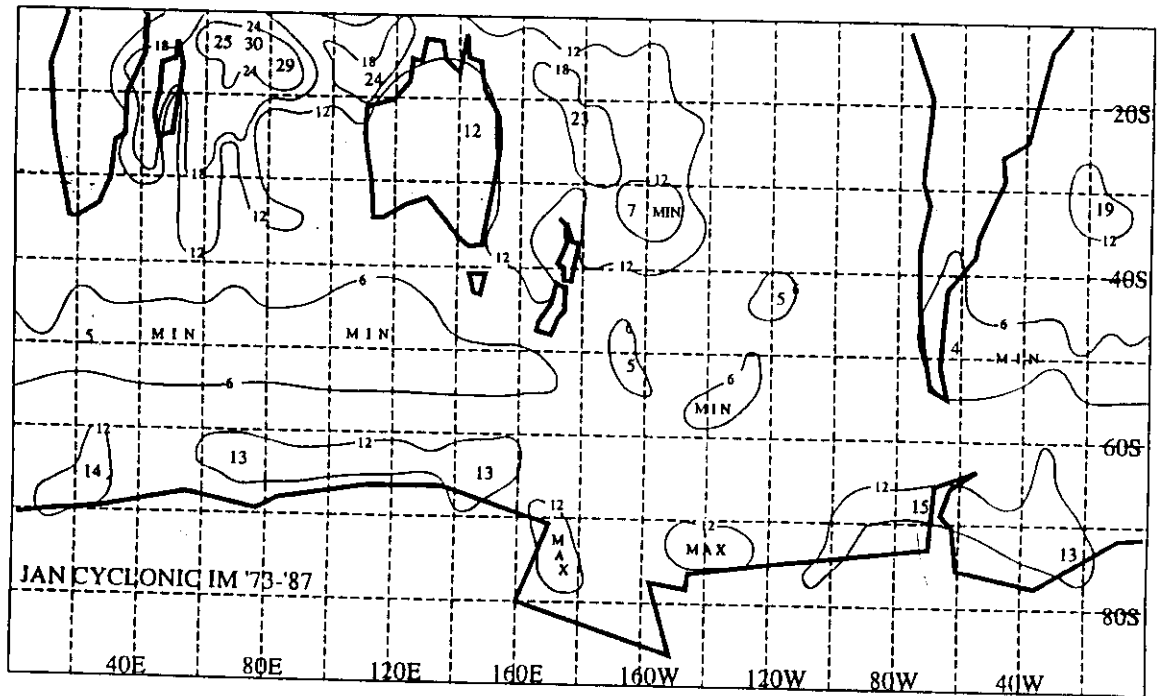 24
18 25 30 12
29 18
24 24 18
12 23 12 20S
18
12 7 MIN 19
12 12 12 12
6 40S
5 MIN MIN 6 5
6 6
5 4 MIN
6 6
MIN
12 12 60S
14 13 13
12 12 12 15
MAX MAX 13
JAN CYCLONIC IM '73-'87
80S
40E 80E 120E 160E 160W 120W 80W 40W